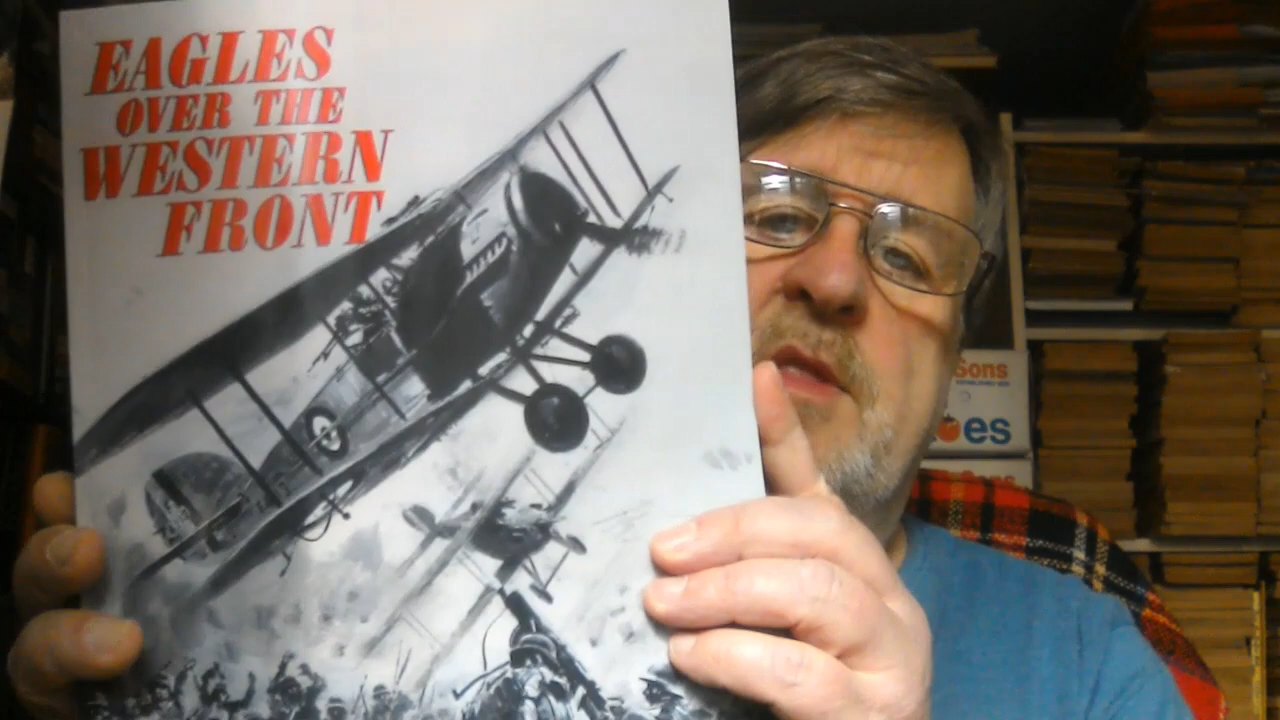 EAGLES
OVER THE
WESTERN
FRONT
Sons
es